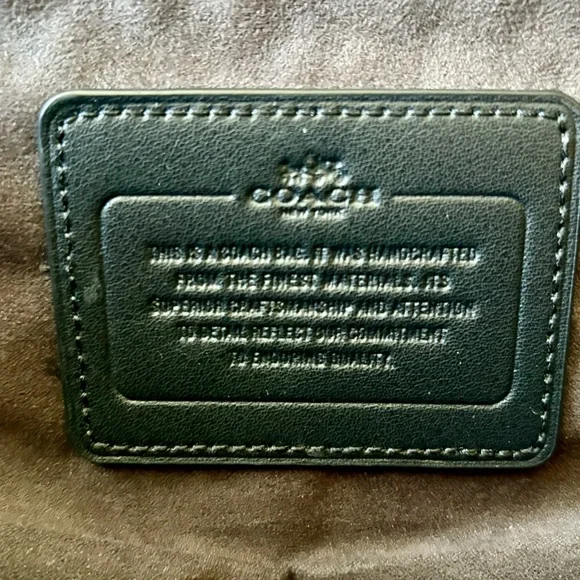 COACH
NEW YORK
THIS IS A COACH BAG. IT WAS HANDCRAFTED
FROM THE FINEST MATERIALS. ITS
SUPERIOR CRAFTSMANSHIP AND ATTENTION
TO DETAIL REFLECT OUR COMMITMENT
TO ENDURING QUALITY.